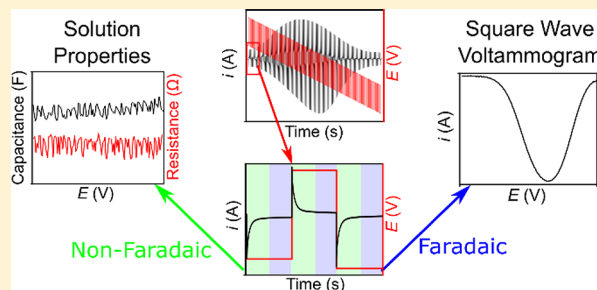 Solution
Properties
Capacitance (F)
Resistance (Ω)
E (V)
i (A)
E (V)
Time (s)
Square Wave
Voltammogram
i (A)
E (V)
i (A)
E (V)
Time (s)
Non-Faradaic
Faradaic